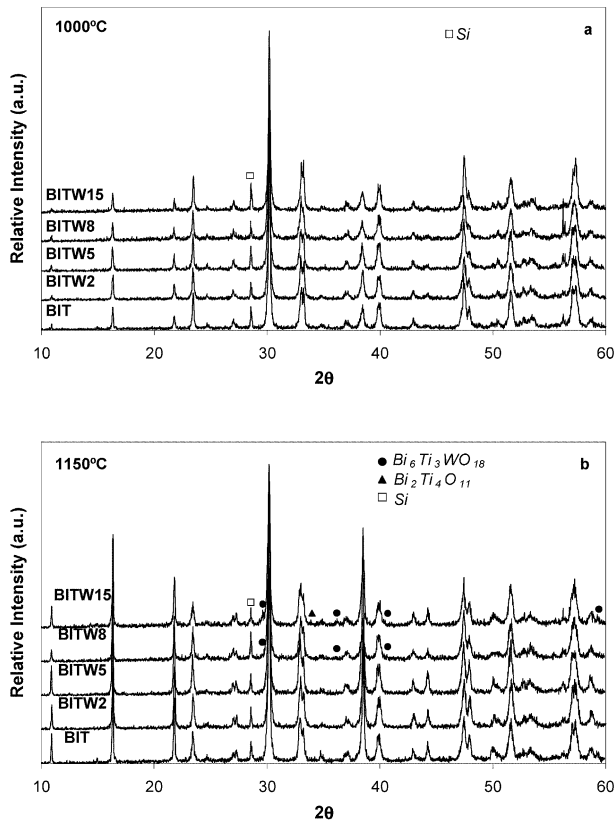 1000ºC
a
□ Si
Relative Intensity (a.u.)
□
BITW15
BITW8
BITW5
BITW2
BIT
10 20 30 40 50 60
2θ
1150ºC
b
● Bi₆Ti₃WO₁₈
▲ Bi₂Ti₄O₁₁
□ Si
Relative Intensity (a.u.)
BITW15
BITW8
BITW5
BITW2
BIT
10 20 30 40 50 60
2θ